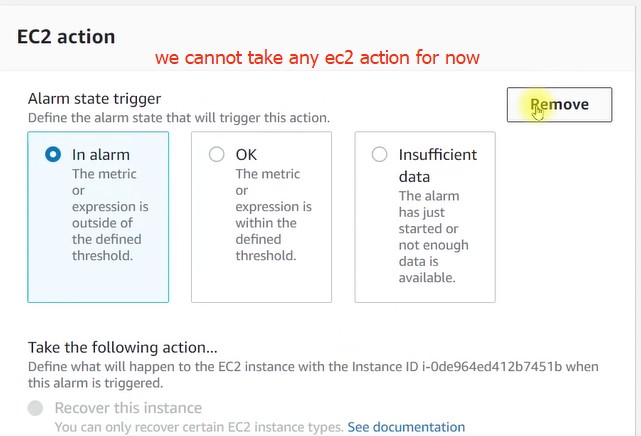 EC2 action
we cannot take any ec2 action for now
Alarm state trigger
Define the alarm state that will trigger this action.
Remove
In alarm
The metric
or
expression is
outside of
the defined
threshold.
OK
The metric
or
expression is
within the
defined
threshold.
Insufficient
data
The alarm
has just
started or
not enough
data is
available.
Take the following action...
Define what will happen to the EC2 instance with the Instance ID i-0de964ed412b7451b when
this alarm is triggered.
Recover this instance
You can only recover certain EC2 instance types. See documentation